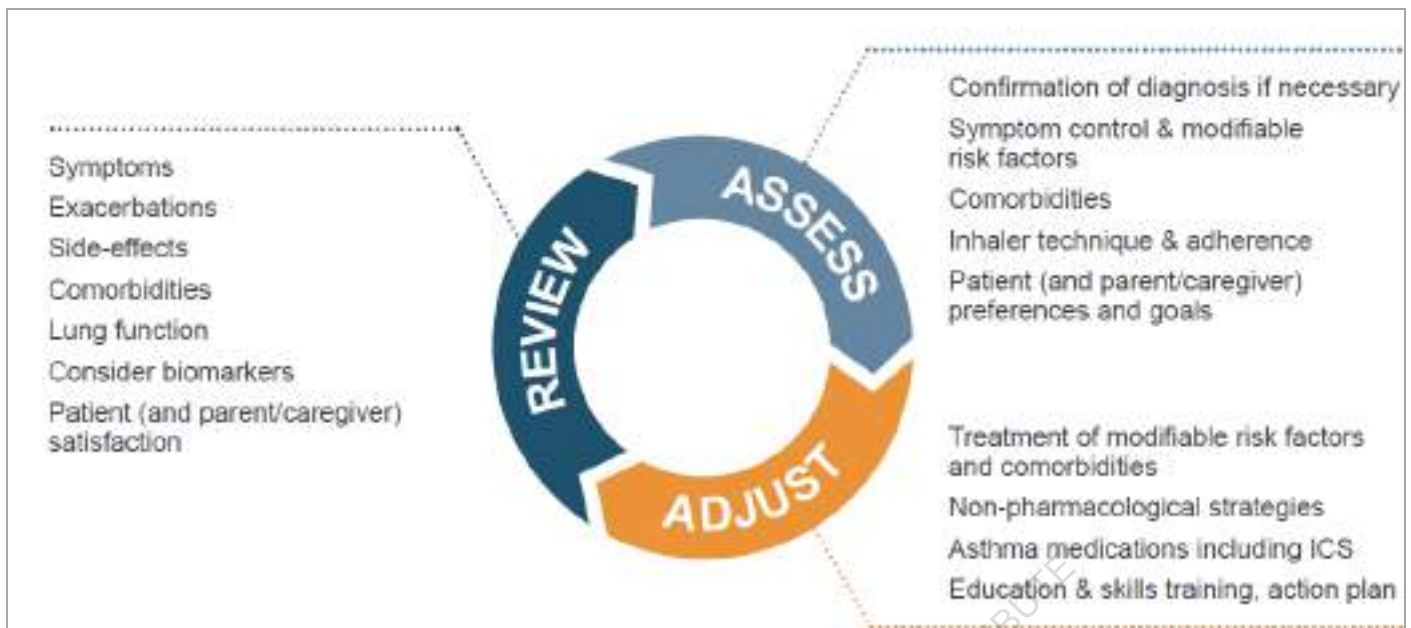 Symptoms
Exacerbations
Side-effects
Comorbidities
Lung function
Consider biomarkers
Patient (and parent/caregiver)
satisfaction
REVIEW
ASSESS
ADJUST
Confirmation of diagnosis if necessary
Symptom control & modifiable
risk factors
Comorbidities
Inhaler technique & adherence
Patient (and parent/caregiver)
preferences and goals
Treatment of modifiable risk factors
and comorbidities
Non-pharmacological strategies
Asthma medications including ICS
Education & skills training, action plan